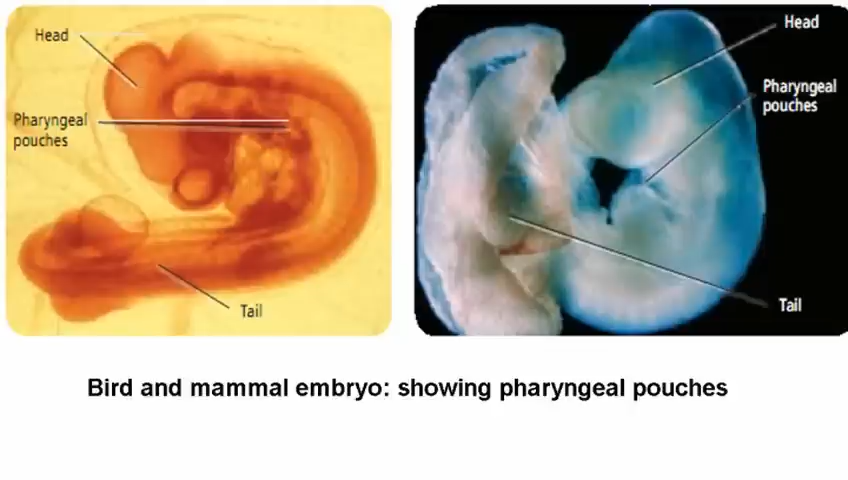 Head
Pharyngeal
pouches
Tail
Head
Pharyngeal
pouches
Tail
Bird and mammal embryo: showing pharyngeal pouches